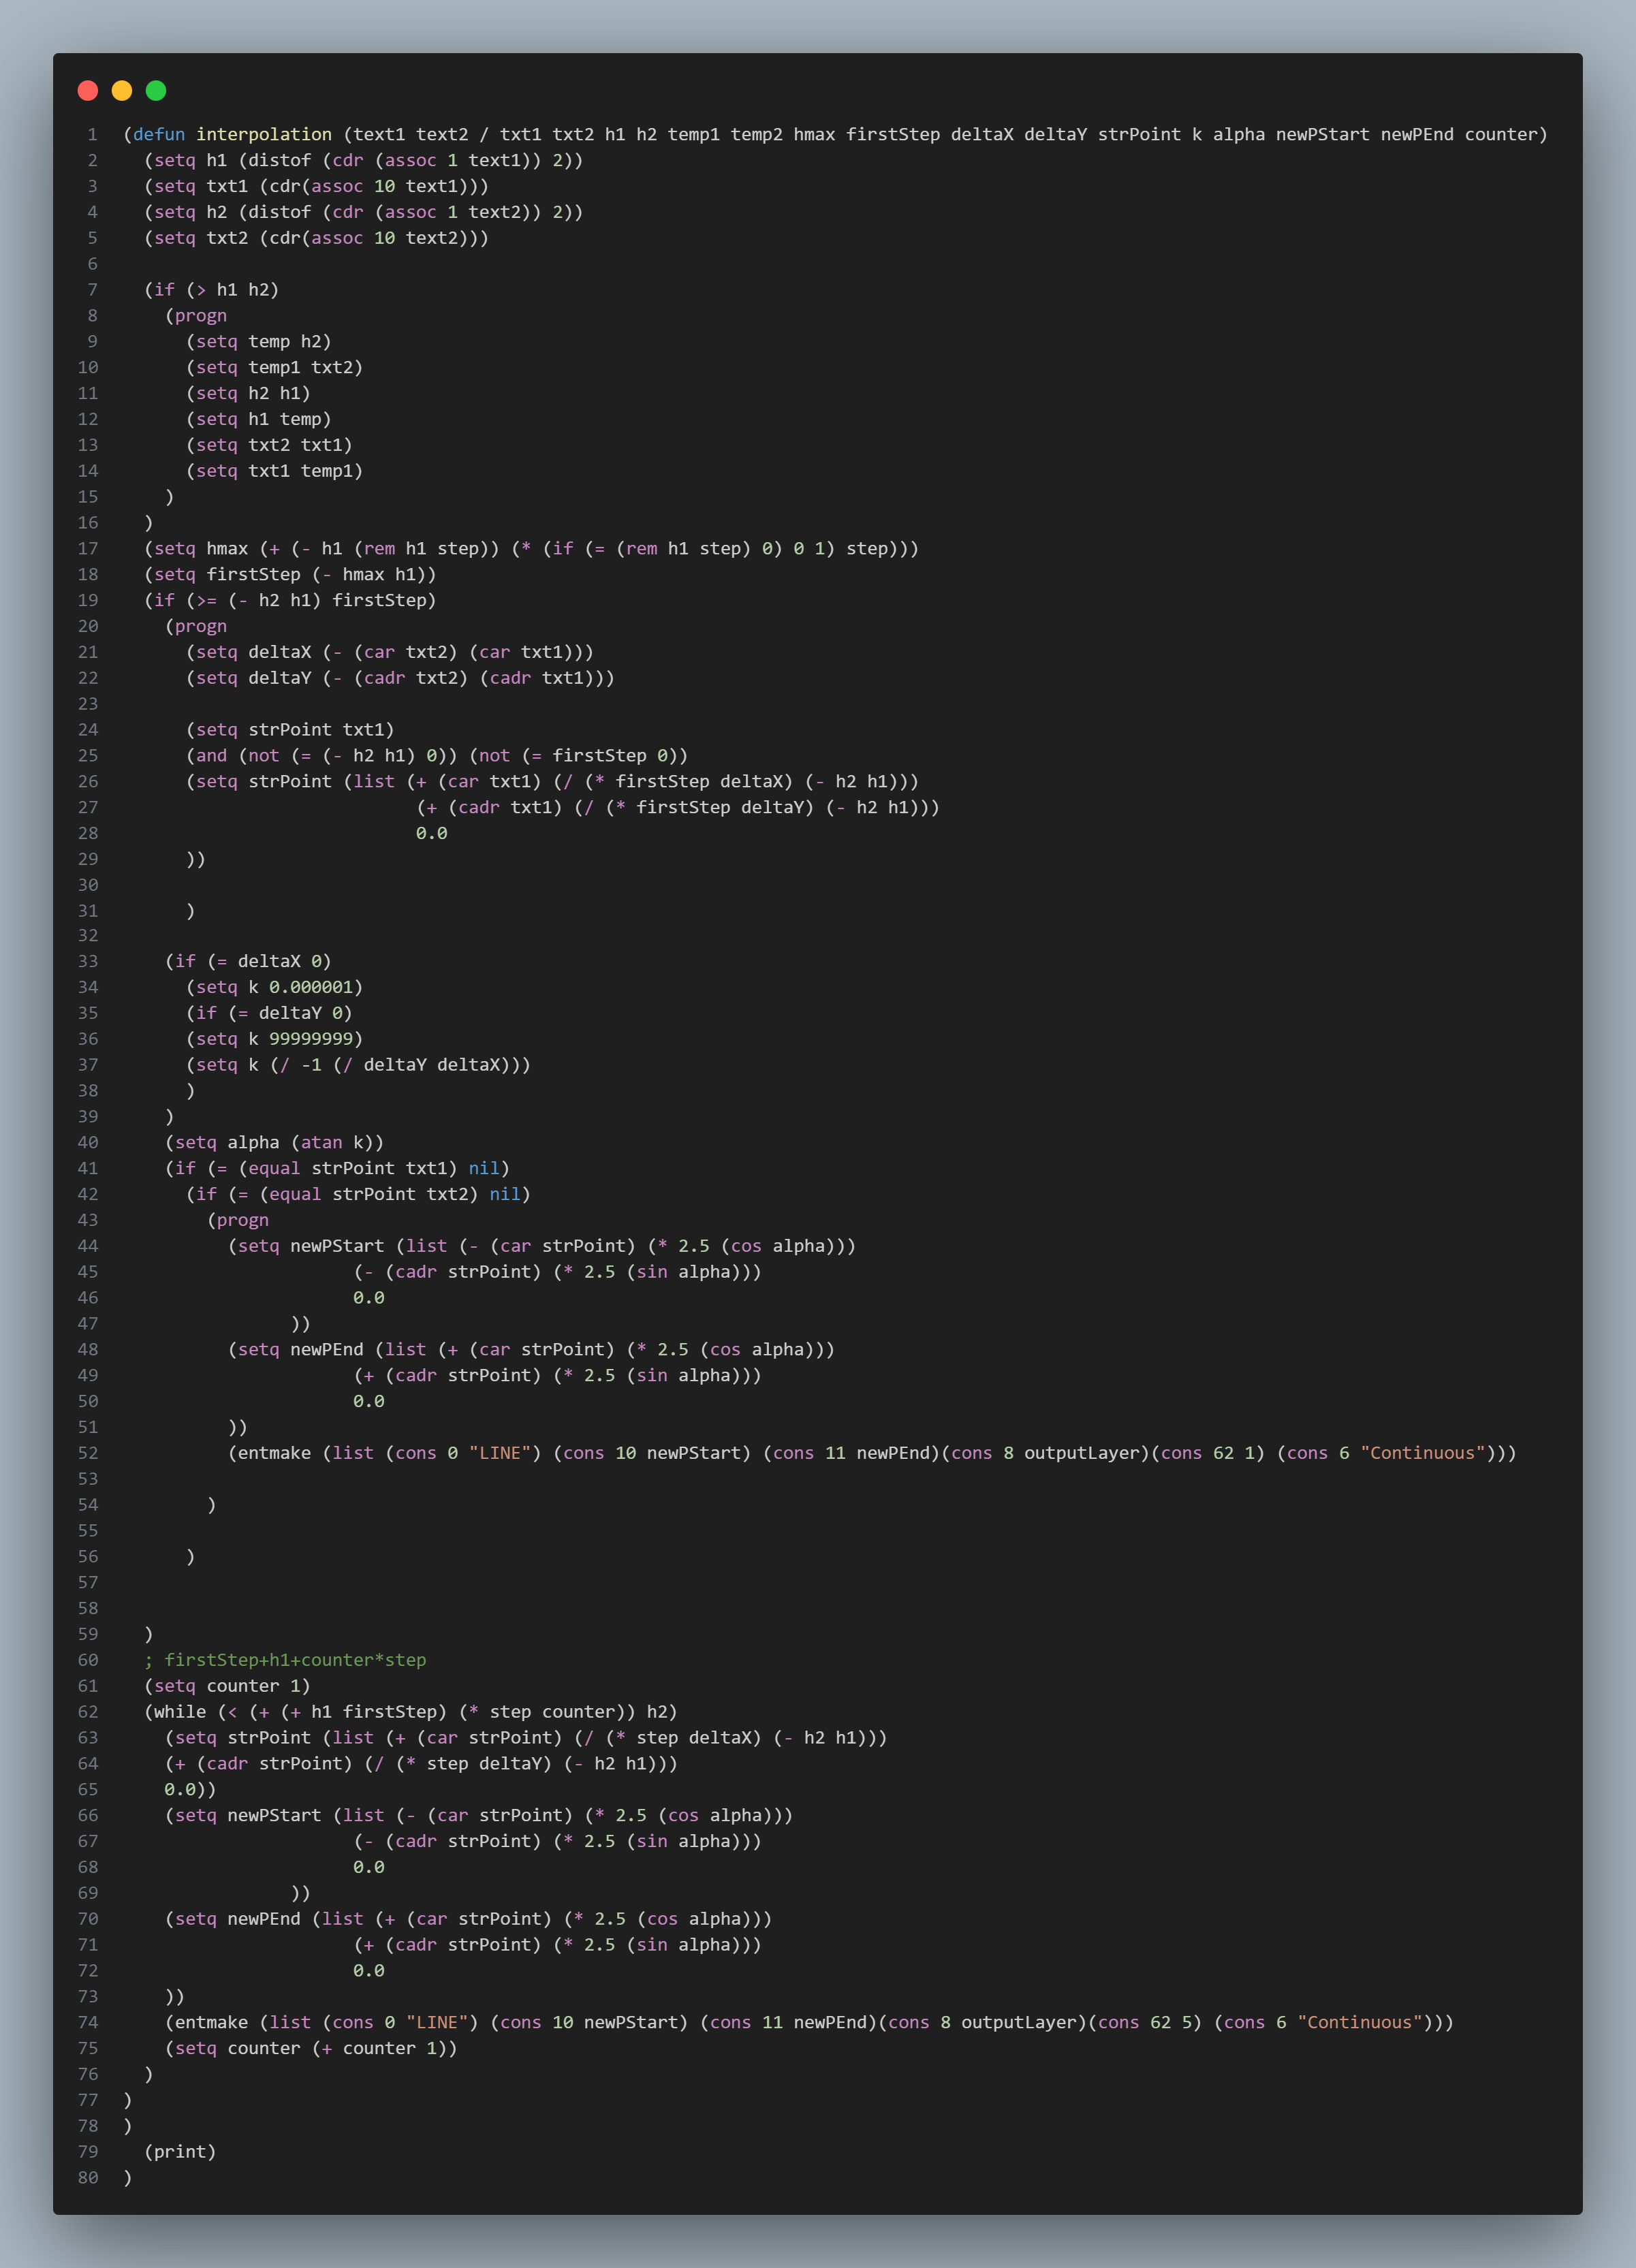 1 (defun interpolation (text1 text2 / txt1 txt2 h1 h2 temp1 temp2 hmax firstStep deltaX deltaY strPoint k alpha newPStart newPEnd counter)
2   (setq h1 (distof (cdr (assoc 1 text1)) 2))
3   (setq txt1 (cdr(assoc 10 text1)))
4   (setq h2 (distof (cdr (assoc 1 text2)) 2))
5   (setq txt2 (cdr(assoc 10 text2)))
6
7   (if (> h1 h2)
8     (progn
9       (setq temp h2)
10       (setq temp1 txt2)
11       (setq h2 h1)
12       (setq h1 temp)
13       (setq txt2 txt1)
14       (setq txt1 temp1)
15     )
16   )
17   (setq hmax (+ (- h1 (rem h1 step)) (* (if (= (rem h1 step) 0) 0 1) step)))
18   (setq firstStep (- hmax h1))
19   (if (>= (- h2 h1) firstStep)
20     (progn
21       (setq deltaX (- (car txt2) (car txt1)))
22       (setq deltaY (- (cadr txt2) (cadr txt1)))
23
24       (setq strPoint txt1)
25       (and (not (= (- h2 h1) 0)) (not (= firstStep 0))
26       (setq strPoint (list (+ (car txt1) (/ (* firstStep deltaX) (- h2 h1)))
27                             (+ (cadr txt1) (/ (* firstStep deltaY) (- h2 h1)))
28                             0.0
29       ))
30
31       )
32
33     (if (= deltaX 0)
34       (setq k 0.000001)
35       (if (= deltaY 0)
36       (setq k 99999999)
37       (setq k (/ -1 (/ deltaY deltaX)))
38       )
39     )
40     (setq alpha (atan k))
41     (if (= (equal strPoint txt1) nil)
42       (if (= (equal strPoint txt2) nil)
43         (progn
44           (setq newPStart (list (- (car strPoint) (* 2.5 (cos alpha)))
45                       (- (cadr strPoint) (* 2.5 (sin alpha)))
46                       0.0
47                 ))
48           (setq newPEnd (list (+ (car strPoint) (* 2.5 (cos alpha)))
49                       (+ (cadr strPoint) (* 2.5 (sin alpha)))
50                       0.0
51           ))
52           (entmake (list (cons 0 "LINE") (cons 10 newPStart) (cons 11 newPEnd)(cons 8 outputLayer)(cons 62 1) (cons 6 "Continuous")))
53
54         )
55
56       )
57
58
59   )
60   ; firstStep+h1+counter*step
61   (setq counter 1)
62   (while (< (+ (+ h1 firstStep) (* step counter)) h2)
63     (setq strPoint (list (+ (car strPoint) (/ (* step deltaX) (- h2 h1)))
64     (+ (cadr strPoint) (/ (* step deltaY) (- h2 h1)))
65     0.0))
66     (setq newPStart (list (- (car strPoint) (* 2.5 (cos alpha)))
67                       (- (cadr strPoint) (* 2.5 (sin alpha)))
68                       0.0
69                 ))
70     (setq newPEnd (list (+ (car strPoint) (* 2.5 (cos alpha)))
71                       (+ (cadr strPoint) (* 2.5 (sin alpha)))
72                       0.0
73     ))
74     (entmake (list (cons 0 "LINE") (cons 10 newPStart) (cons 11 newPEnd)(cons 8 outputLayer)(cons 62 5) (cons 6 "Continuous")))
75     (setq counter (+ counter 1))
76   )
77 )
78 )
79   (print)
80 )